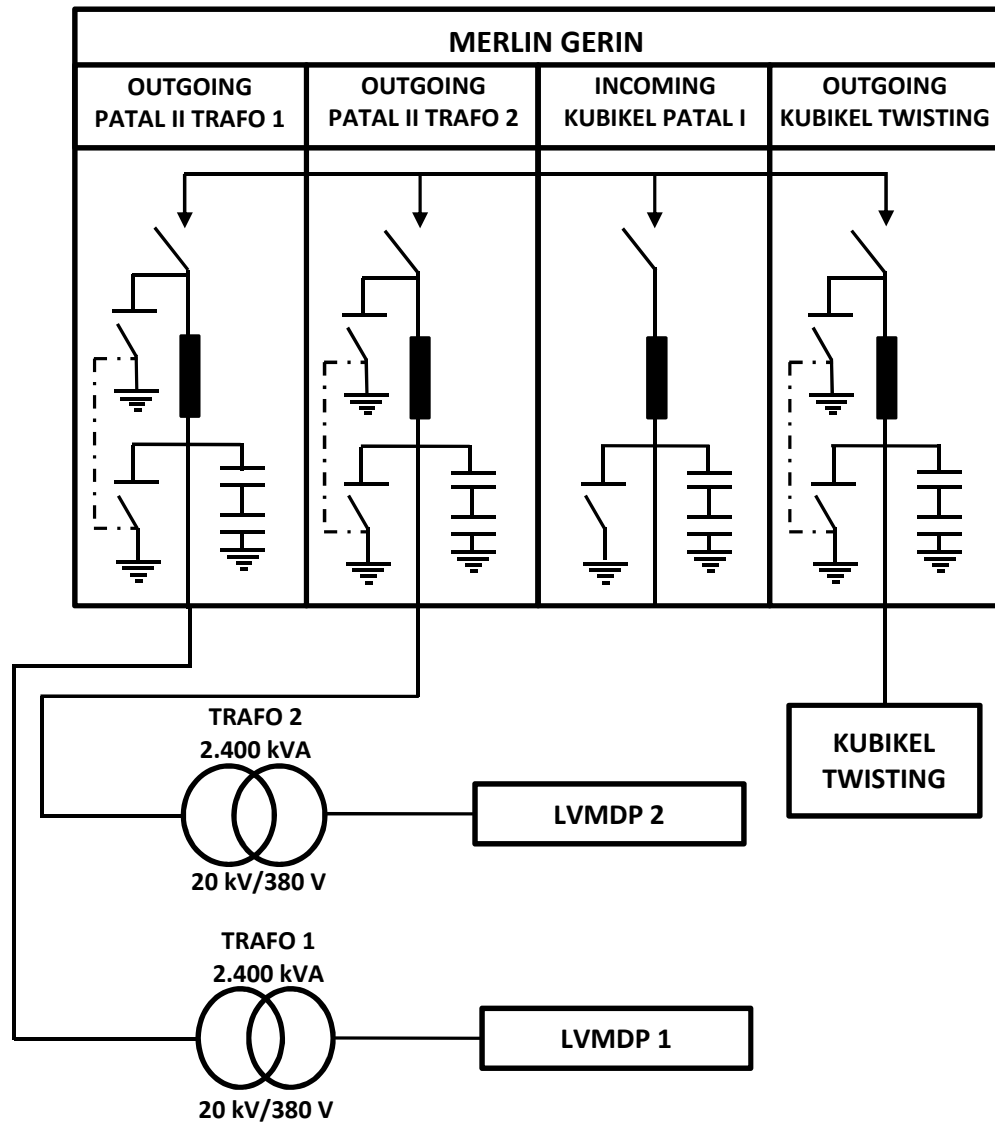 MERLIN GERIN
OUTGOING
PATAL II TRAFO 1
OUTGOING
PATAL II TRAFO 2
INCOMING
KUBIKEL PATAL I
OUTGOING
KUBIKEL TWISTING
TRAFO 2
2.400 kVA
20 kV/380 V
LVMDP 2
KUBIKEL
TWISTING
TRAFO 1
2.400 kVA
20 kV/380 V
LVMDP 1